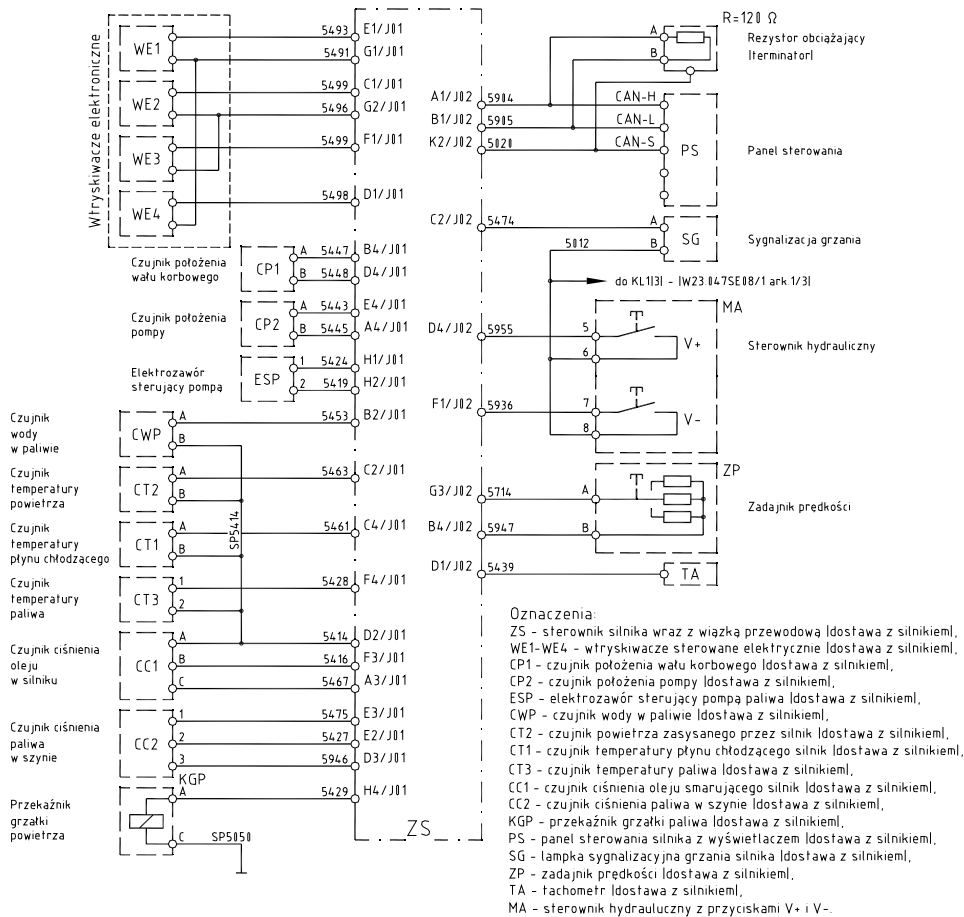 Wtryskiwacze elektroniczne
WE1
5493 E1/J01
5491 G1/J01
WE2
5499 C1/J01
5496 G2/J01
WE3
5499 F1/J01
WE4
5498 D1/J01
Czujnik położenia
wału korbowego
CP1
A 5447 B4/J01
B 5448 D4/J01
Czujnik położenia
pompy
CP2
A 5443 E4/J01
B 5445 A4/J01
Elektrozawór
sterujący pompą
ESP
1 5424 H1/J01
2 5419 H2/J01
Czujnik
wody
w paliwie
CWP
A 5453 B2/J01
B
Czujnik
temperatury
powietrza
CT2
A 5463 C2/J01
B
SP5414
Czujnik
temperatury
płynu chłodzącego
CT1
A 5461 C4/J01
B
Czujnik
temperatury
paliwa
CT3
1 5428 F4/J01
2
Czujnik ciśnienia
oleju
w silniku
CC1
A 5414 D2/J01
B 5416 F3/J01
C 5467 A3/J01
Czujnik ciśnienia
paliwa
w szynie
CC2
1 5475 E3/J01
2 5427 E2/J01
3 5946 D3/J01
KGP
Przekaźnik
grzałki
powietrza
A 5429 H4/J01
C SP5050
ZS
R=120 Ω
A
B
Rezystor obciążający
|terminator|
A1/J02 5904 CAN-H
B1/J02 5905 CAN-L
K2/J02 5020 CAN-S
PS
Panel sterowania
C2/J02 5474 A
5012 B
SG
Sygnalizacja grzania
do KL1|3| - |W23.047SE08/1 ark.1/3|
MA
D4/J02 5955 5
6
V+
Sterownik hydrauliczny
F1/J02 5936 7
8
V-
ZP
G3/J02 5714 A
B4/J02 5947 B
Zadajnik prędkości
D1/J02 5439
TA
Oznaczenia:
ZS - sterownik silnika wraz z wiązką przewodową |dostawa z silnikiem|,
WE1-WE4 - wtryskiwacze sterowane elektrycznie |dostawa z silnikiem|,
CP1 - czujnik położenia wału korbowego |dostawa z silnikiem|,
CP2 - czujnik położenia pompy |dostawa z silnikiem|,
ESP - elektrozawór sterujący pompą paliwa |dostawa z silnikiem|,
CWP - czujnik wody w paliwie |dostawa z silnikiem|,
CT2 - czujnik powietrza zasysanego przez silnik |dostawa z silnikiem|,
CT1 - czujnik temperatury płynu chłodzącego silnik |dostawa z silnikiem|,
CT3 - czujnik temperatury paliwa |dostawa z silnikiem|,
CC1 - czujnik ciśnienia oleju smarującego silnik |dostawa z silnikiem|,
CC2 - czujnik ciśnienia paliwa w szynie |dostawa z silnikiem|,
KGP - przekaźnik grzałki paliwa |dostawa z silnikiem|,
PS - panel sterowania silnika z wyświetlaczem |dostawa z silnikiem|,
SG - lampka sygnalizacyjna grzania silnika |dostawa z silnikiem|,
ZP - zadajnik prędkości |dostawa z silnikiem|,
TA - tachometr |dostawa z silnikiem|,
MA - sterownik hydrauluczny z przyciskami V+ i V-.